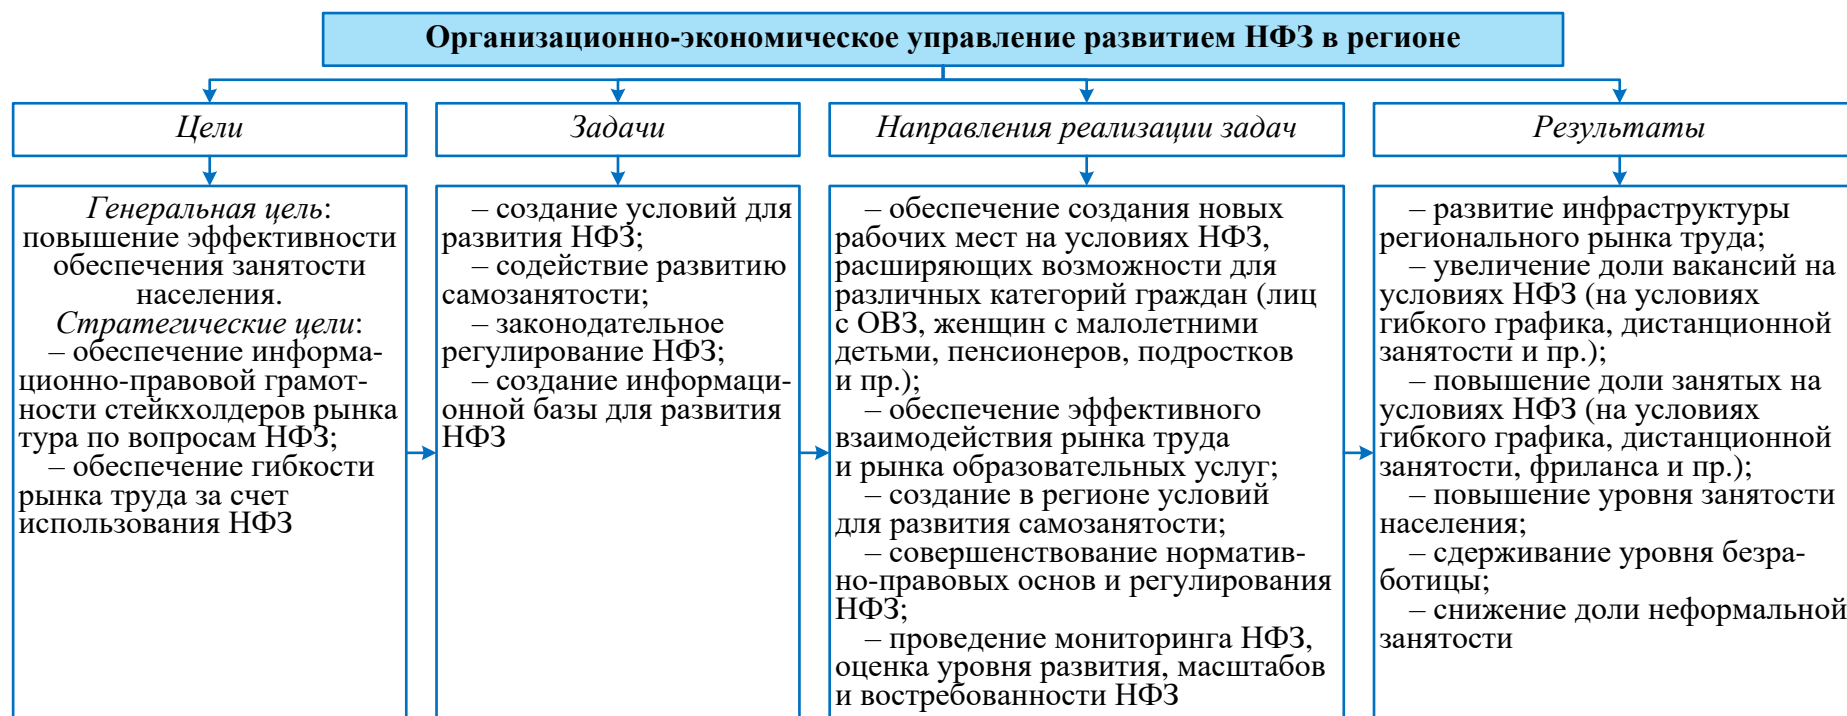 Организационно-экономическое управление развитием НФЗ в регионе
Цели
Задачи
Направления реализации задач
Результаты
Генеральная цель:
повышение эффективности
обеспечения занятости
населения.
Стратегические цели:
– обеспечение информа-
ционно-правовой грамот-
ности стейкхолдеров рынка
тура по вопросам НФЗ;
– обеспечение гибкости
рынка труда за счет
использования НФЗ
– создание условий для
развития НФЗ;
– содействие развитию
самозанятости;
– законодательное
регулирование НФЗ;
– создание информаци-
онной базы для развития
НФЗ
– обеспечение создания новых
рабочих мест на условиях НФЗ,
расширяющих возможности для
различных категорий граждан (лиц
с ОВЗ, женщин с малолетними
детьми, пенсионеров, подростков
и пр.);
– обеспечение эффективного
взаимодействия рынка труда
и рынка образовательных услуг;
– создание в регионе условий
для развития самозанятости;
– совершенствование норматив-
но-правовых основ и регулирования
НФЗ;
– проведение мониторинга НФЗ,
оценка уровня развития, масштабов
и востребованности НФЗ
– развитие инфраструктуры
регионального рынка труда;
– увеличение доли вакансий на
условиях НФЗ (на условиях
гибкого графика, дистанционной
занятости и пр.);
– повышение доли занятых на
условиях НФЗ (на условиях
гибкого графика, дистанционной
занятости, фриланса и пр.);
– повышение уровня занятости
населения;
– сдерживание уровня безра-
ботицы;
– снижение доли неформальной
занятости